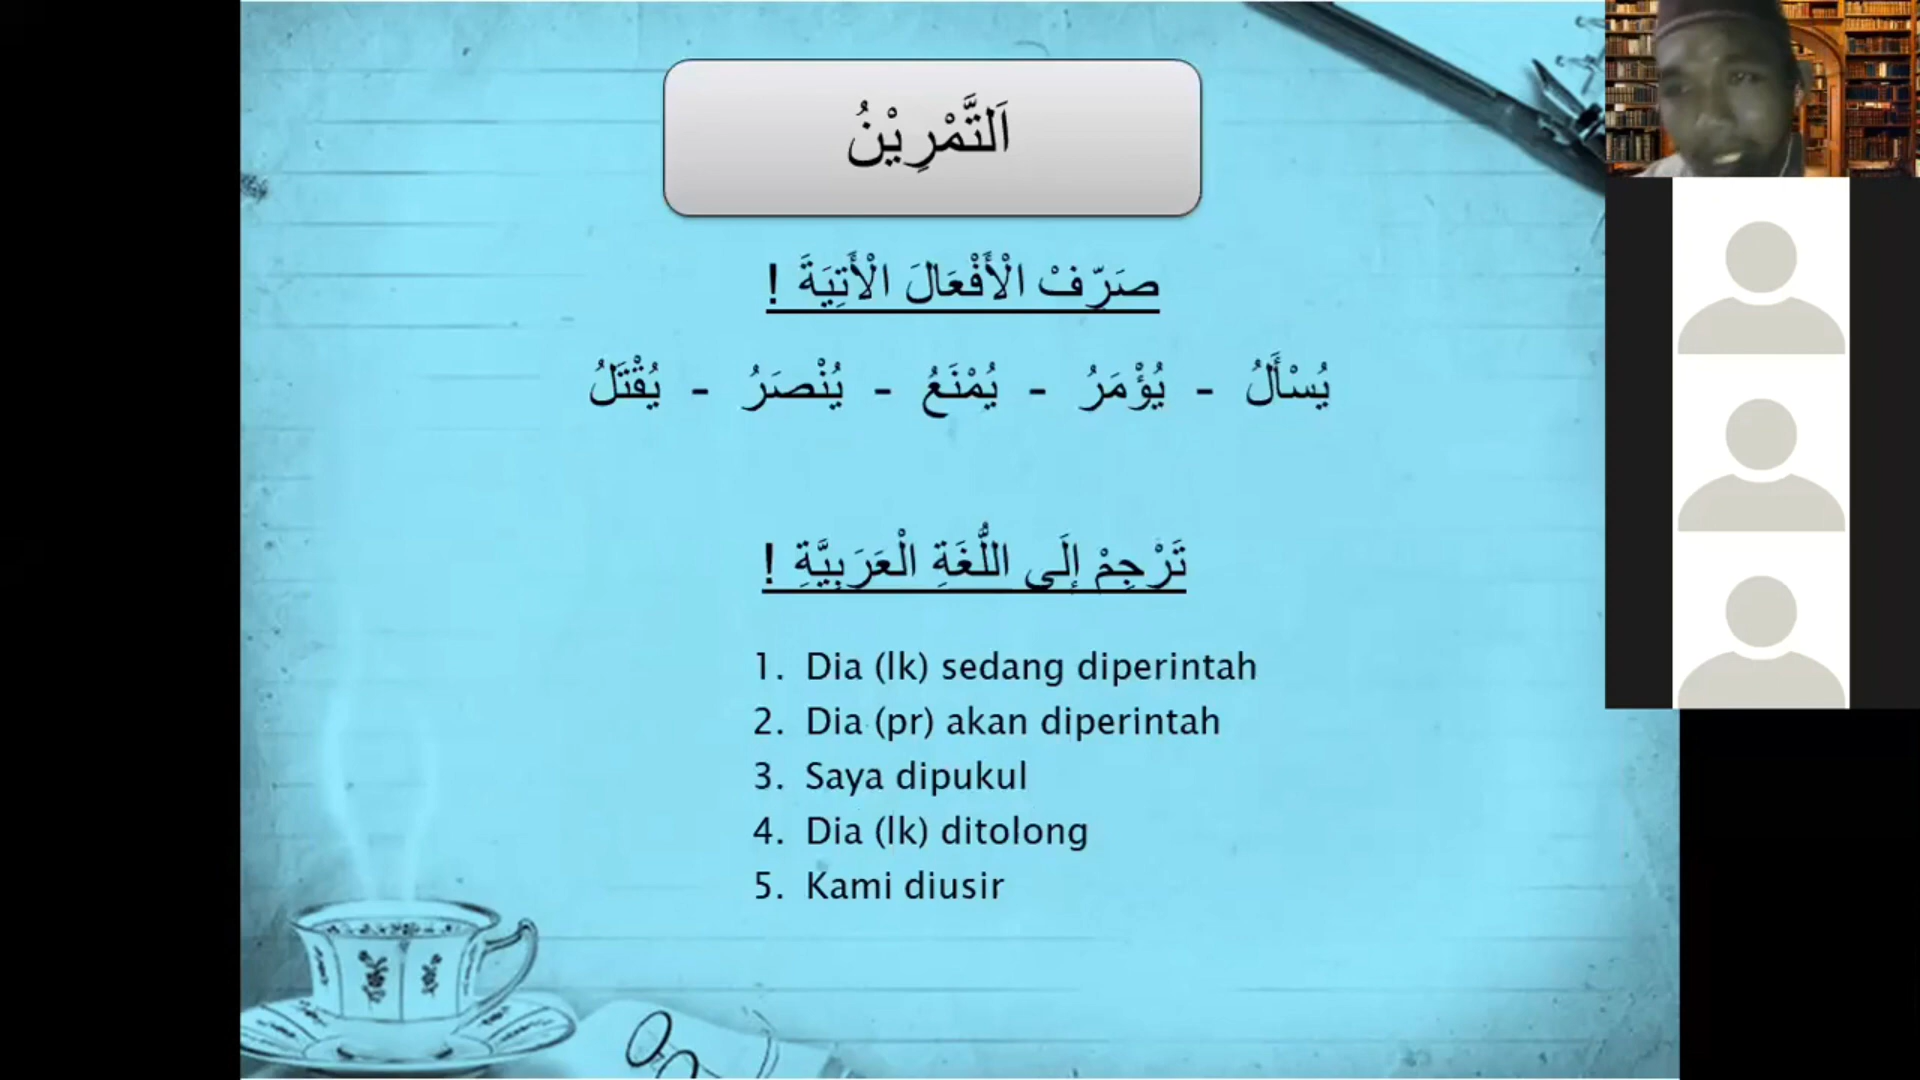 اَلتَّمْرِيْنُ
صَرِّفْ الْأَفْعَالَ الْأَتِيَةَ !
يُسْأَلُ - يُؤْمَرُ - يُمْنَعُ - يُنْصَرُ - يُقْتَلُ
تَرْجِمْ إِلَى اللُّغَةِ الْعَرَبِيَّةِ !
1. Dia (lk) sedang diperintah
2. Dia (pr) akan diperintah
3. Saya dipukul
4. Dia (lk) ditolong
5. Kami diusir